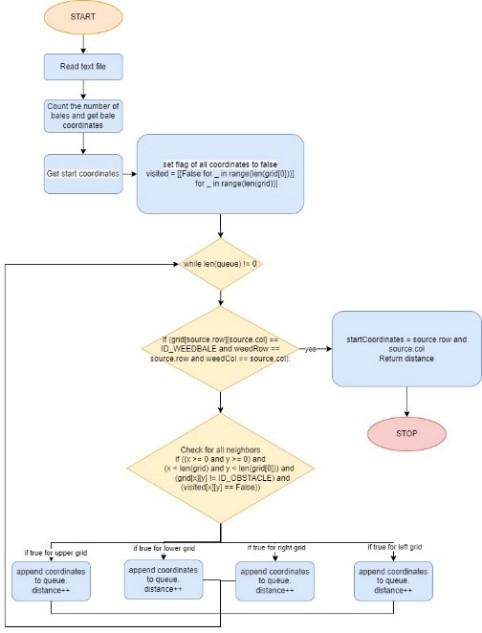 START
Read text file
Count the number of
bales and get bale
coordinates
Get start coordinates
set flag of all coordinates to false
visited = [[False for _ in range(len(grid[0]))]
for _ in range(len(grid))]
while len(queue) != 0
if (grid[source.row][source.col] ==
ID_WEEDBALE and weedRow ==
source.row and weedCol == source.col):
yes
startCoordinates = source.row and
source.col
Return distance
STOP
Check for all neighbors
if ((x >= 0 and y >= 0) and
(x < len(grid) and y < len(grid[0])) and
(grid[x][y] != ID_OBSTACLE) and
(visited[x][y] == False))
if true for upper grid
if true for lower grid
if true for right grid
if true for left grid
append coordinates
to queue.
distance++
append coordinates
to queue.
distance++
append coordinates
to queue.
distance++
append coordinates
to queue.
distance++